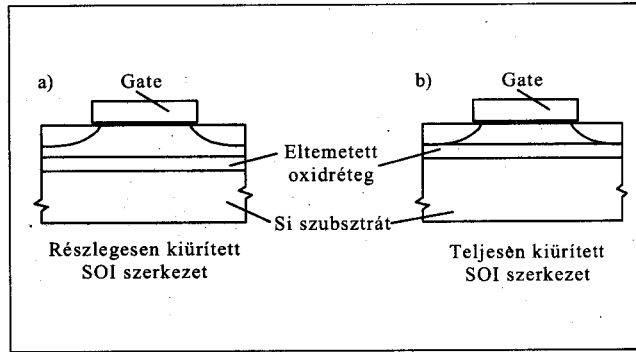 a)
Gate
b)
Gate
Eltemetett
oxidréteg
Si szubsztrát
Részlegesen kiürített
SOI szerkezet
Teljesen kiürített
SOI szerkezet